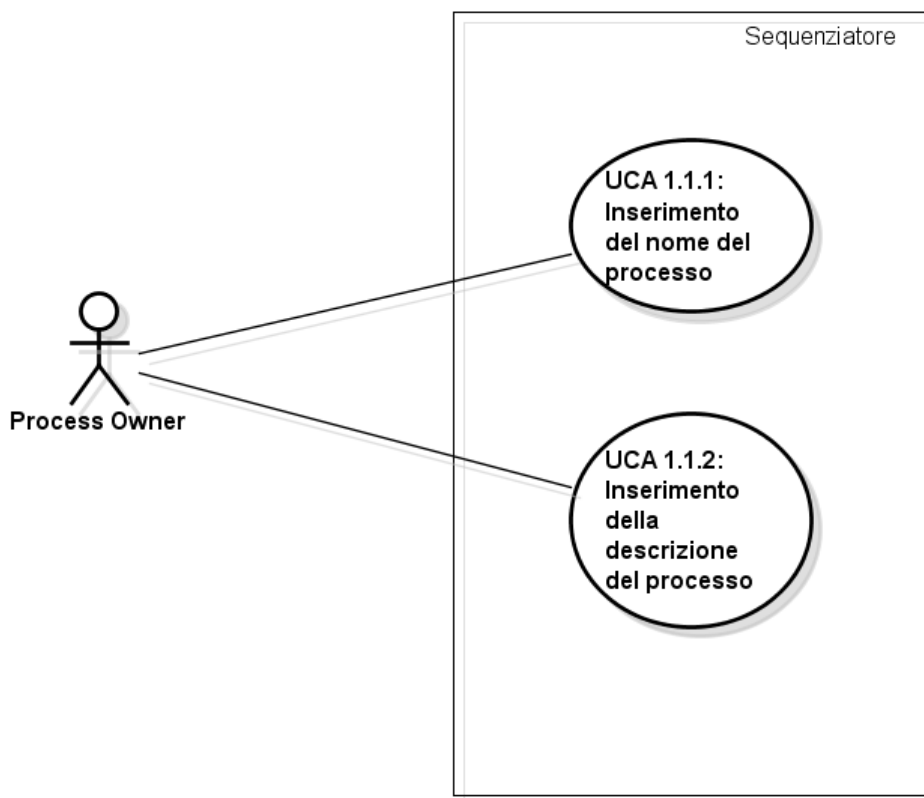 Sequenziatore
UCA 1.1.1:
Inserimento
del nome del
processo
Process Owner
UCA 1.1.2:
Inserimento
della
descrizione
del processo